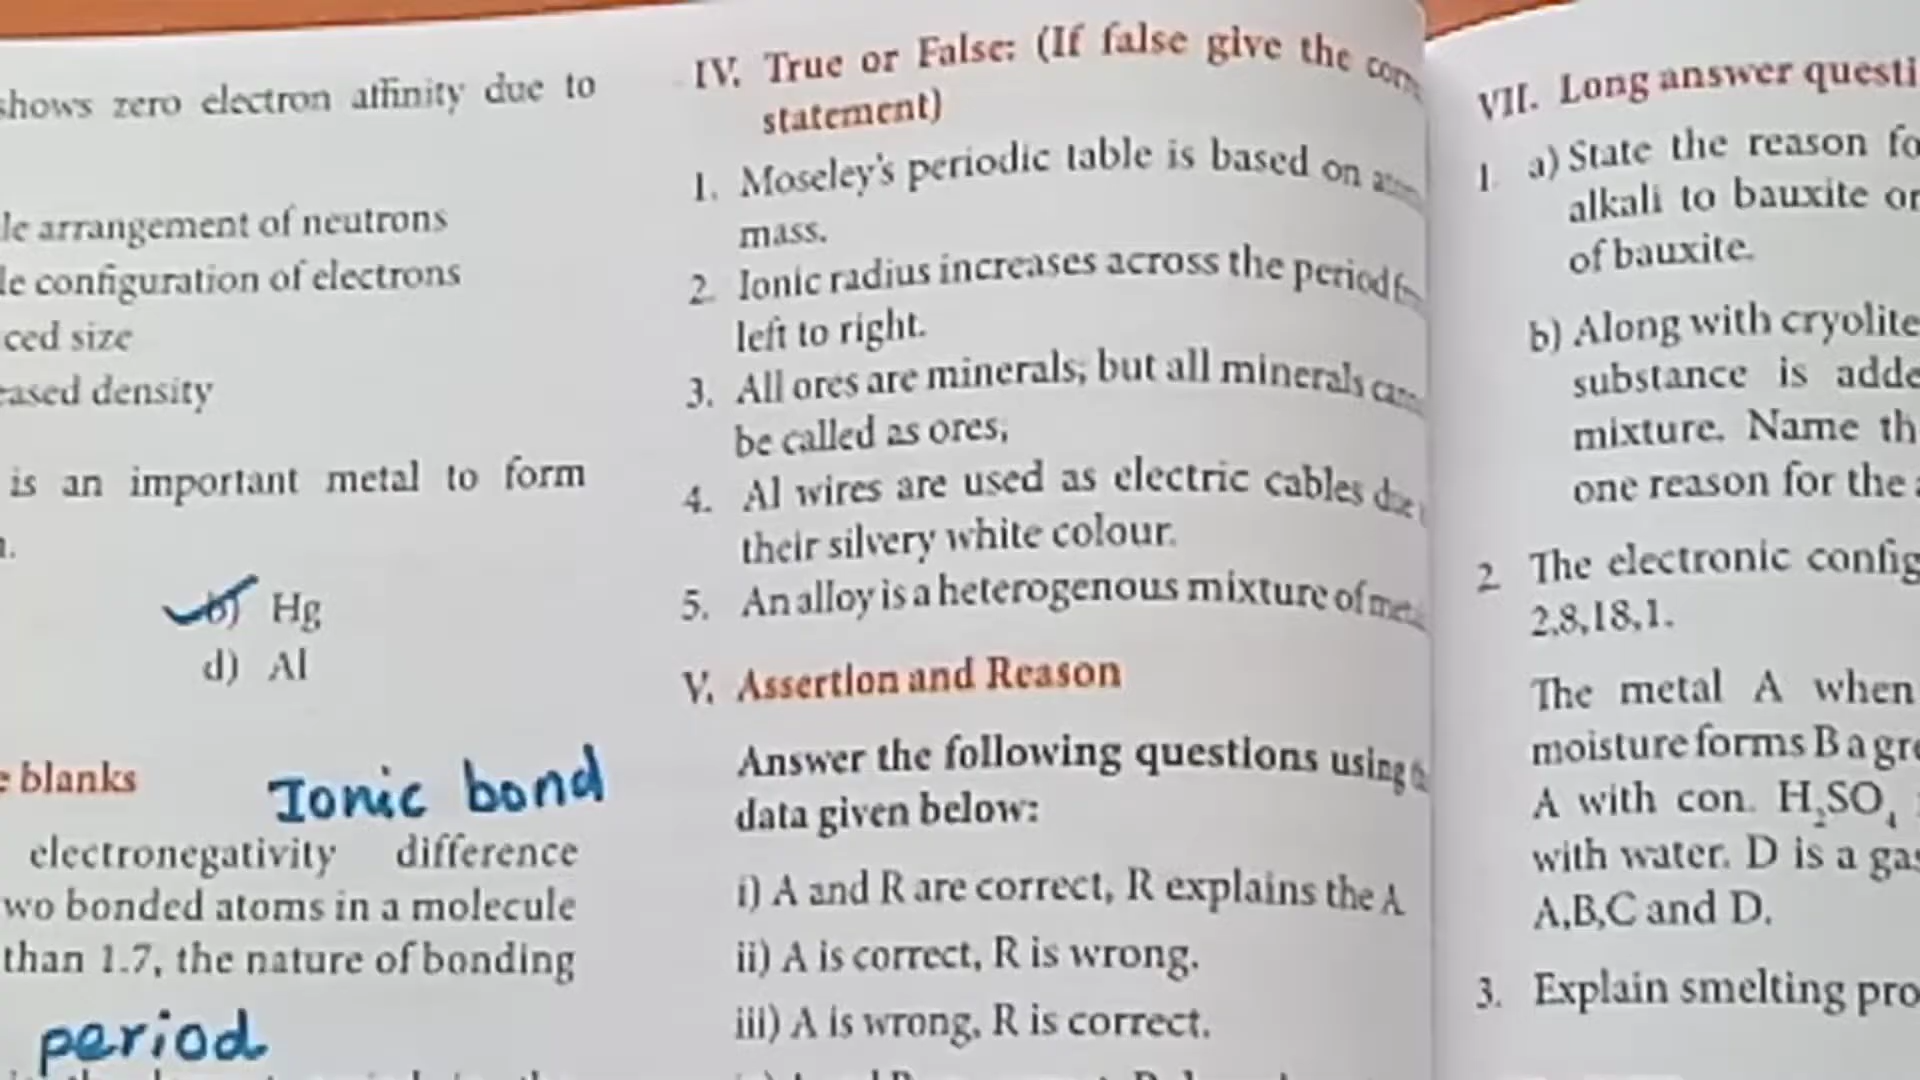 shows zero electron affinity due to
le arrangement of neutrons
le configuration of electrons
ced size
eased density
is an important metal to form
b) Hg
d) Al
e blanks
Ionic bond
electronegativity difference
wo bonded atoms in a molecule
than 1.7, the nature of bonding
period
IV. True or False: (If false give the corr
statement)
1. Moseley's periodic table is based on
mass.
2. Ionic radius increases across the period
left to right.
3. All ores are minerals; but all minerals
be called as ores;
4. Al wires are used as electric cables due
their silvery white colour.
5. An alloy is a heterogenous mixture of
V. Assertion and Reason
Answer the following questions using
data given below:
i) A and R are correct, R explains the A
ii) A is correct, R is wrong.
iii) A is wrong, R is correct.
VII. Long answer questi
1. a) State the reason fo
alkali to bauxite or
of bauxite.
b) Along with cryolite
substance is adde
mixture. Name th
one reason for the a
2. The electronic config
2,8,18,1.
The metal A when
moisture forms B a gre
A with con. H₂SO₄
with water. D is a gas
A,B,C and D.
3. Explain smelting pro